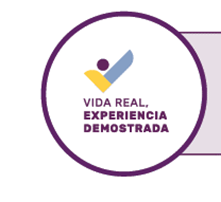 VIDA REAL,
EXPERIENCIA
DEMOSTRADA